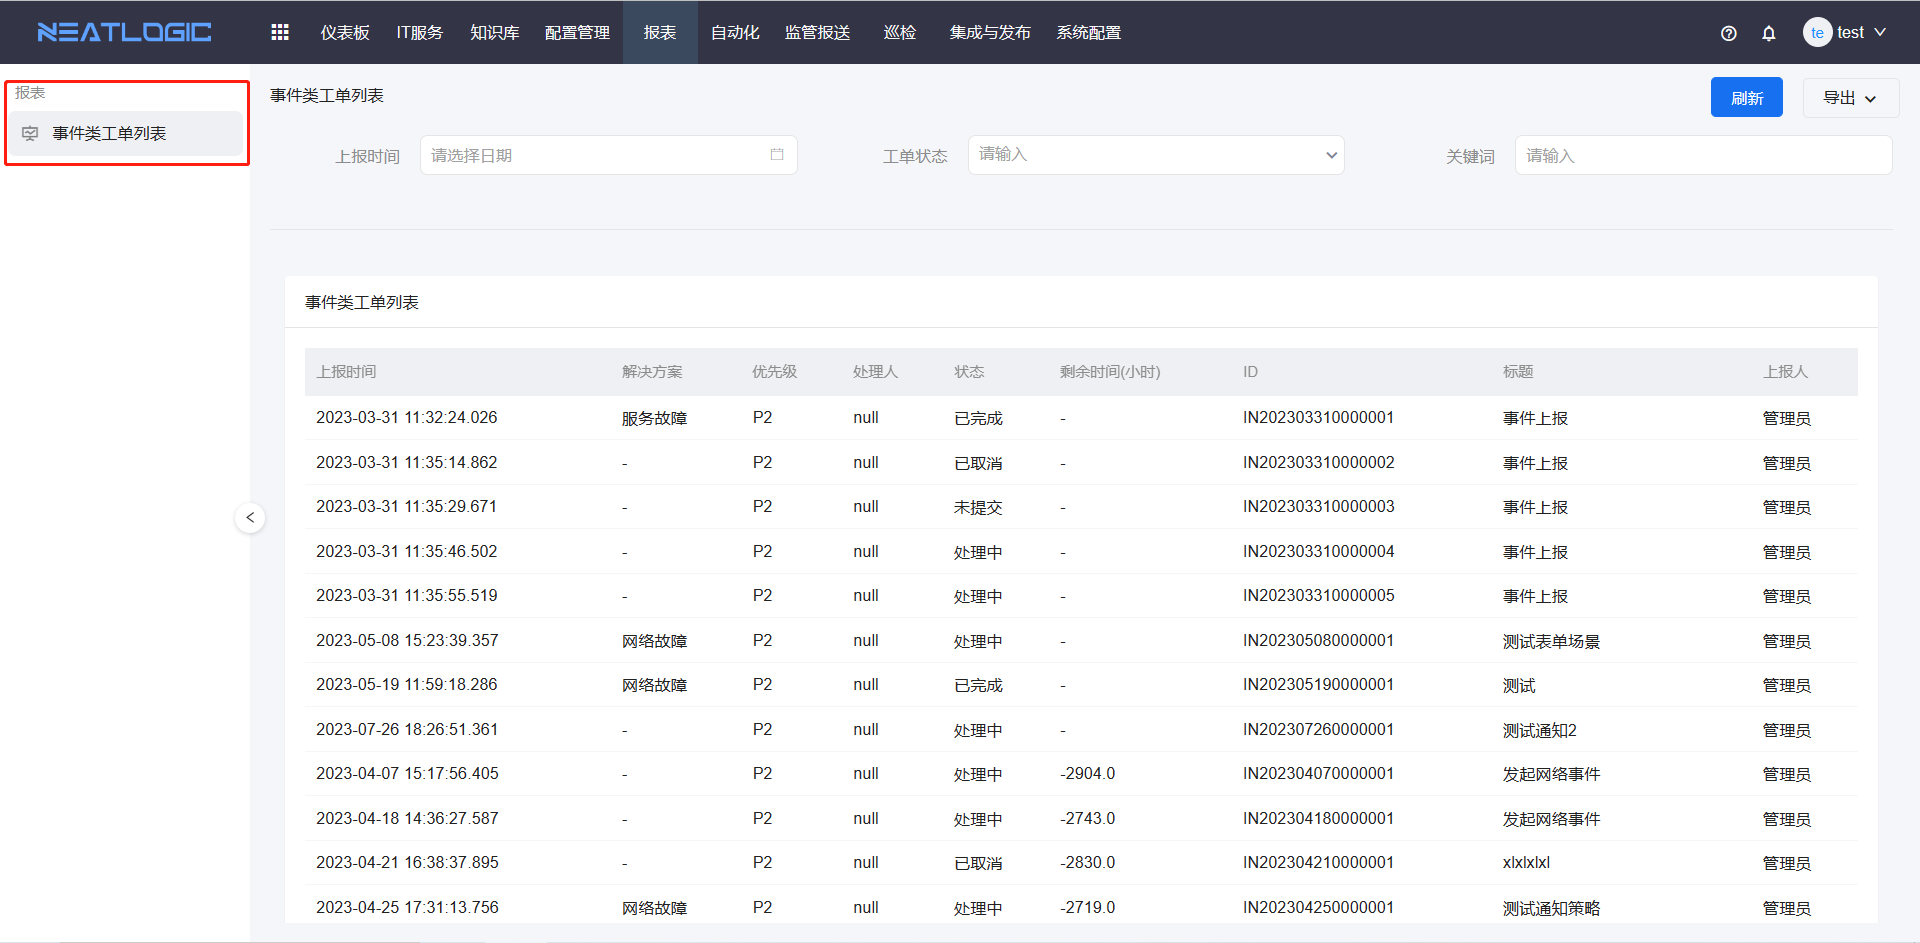 NEATLOGIC 仪表板 IT服务 知识库 配置管理 报表 自动化 监管报送 巡检 集成与发布 系统配置 te test
报表
事件类工单列表
事件类工单列表 刷新 导出
上报时间 请选择日期 工单状态 请输入 关键词 请输入
事件类工单列表
上报时间 解决方案 优先级 处理人 状态 剩余时间(小时) ID 标题 上报人
2023-03-31 11:32:24.026 服务故障 P2 null 已完成 - IN202303310000001 事件上报 管理员
2023-03-31 11:35:14.862 - P2 null 已取消 - IN202303310000002 事件上报 管理员
2023-03-31 11:35:29.671 - P2 null 未提交 - IN202303310000003 事件上报 管理员
2023-03-31 11:35:46.502 - P2 null 处理中 - IN202303310000004 事件上报 管理员
2023-03-31 11:35:55.519 - P2 null 处理中 - IN202303310000005 事件上报 管理员
2023-05-08 15:23:39.357 网络故障 P2 null 处理中 - IN202305080000001 测试表单场景 管理员
2023-05-19 11:59:18.286 网络故障 P2 null 已完成 - IN202305190000001 测试 管理员
2023-07-26 18:26:51.361 - P2 null 处理中 - IN202307260000001 测试通知2 管理员
2023-04-07 15:17:56.405 - P2 null 处理中 -2904.0 IN202304070000001 发起网络事件 管理员
2023-04-18 14:36:27.587 - P2 null 处理中 -2743.0 IN202304180000001 发起网络事件 管理员
2023-04-21 16:38:37.895 - P2 null 已取消 -2830.0 IN202304210000001 xlxlxlxl 管理员
2023-04-25 17:31:13.756 网络故障 P2 null 处理中 -2719.0 IN202304250000001 测试通知策略 管理员